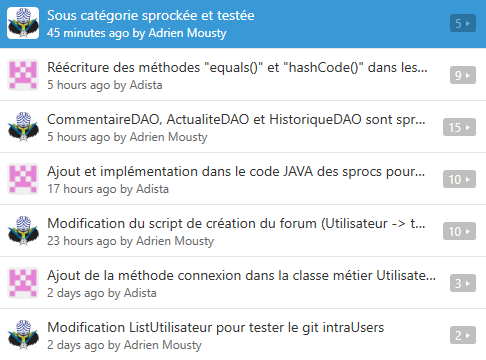 Sous catégorie sprockée et testée
45 minutes ago by Adrien Mousty
5
Réécriture des méthodes "equals()" et "hashCode()" dans les...
5 hours ago by Adista
9
CommentaireDAO, ActualiteDAO et HistoriqueDAO sont spr...
5 hours ago by Adrien Mousty
15
Ajout et implémentation dans le code JAVA des sprocs pour...
17 hours ago by Adista
10
Modification du script de création du forum (Utilisateur -> t...
23 hours ago by Adrien Mousty
10
Ajout de la méthode connexion dans la classe métier Utilisate...
2 days ago by Adista
3
Modification ListUtilisateur pour tester le git intraUsers
2 days ago by Adrien Mousty
2